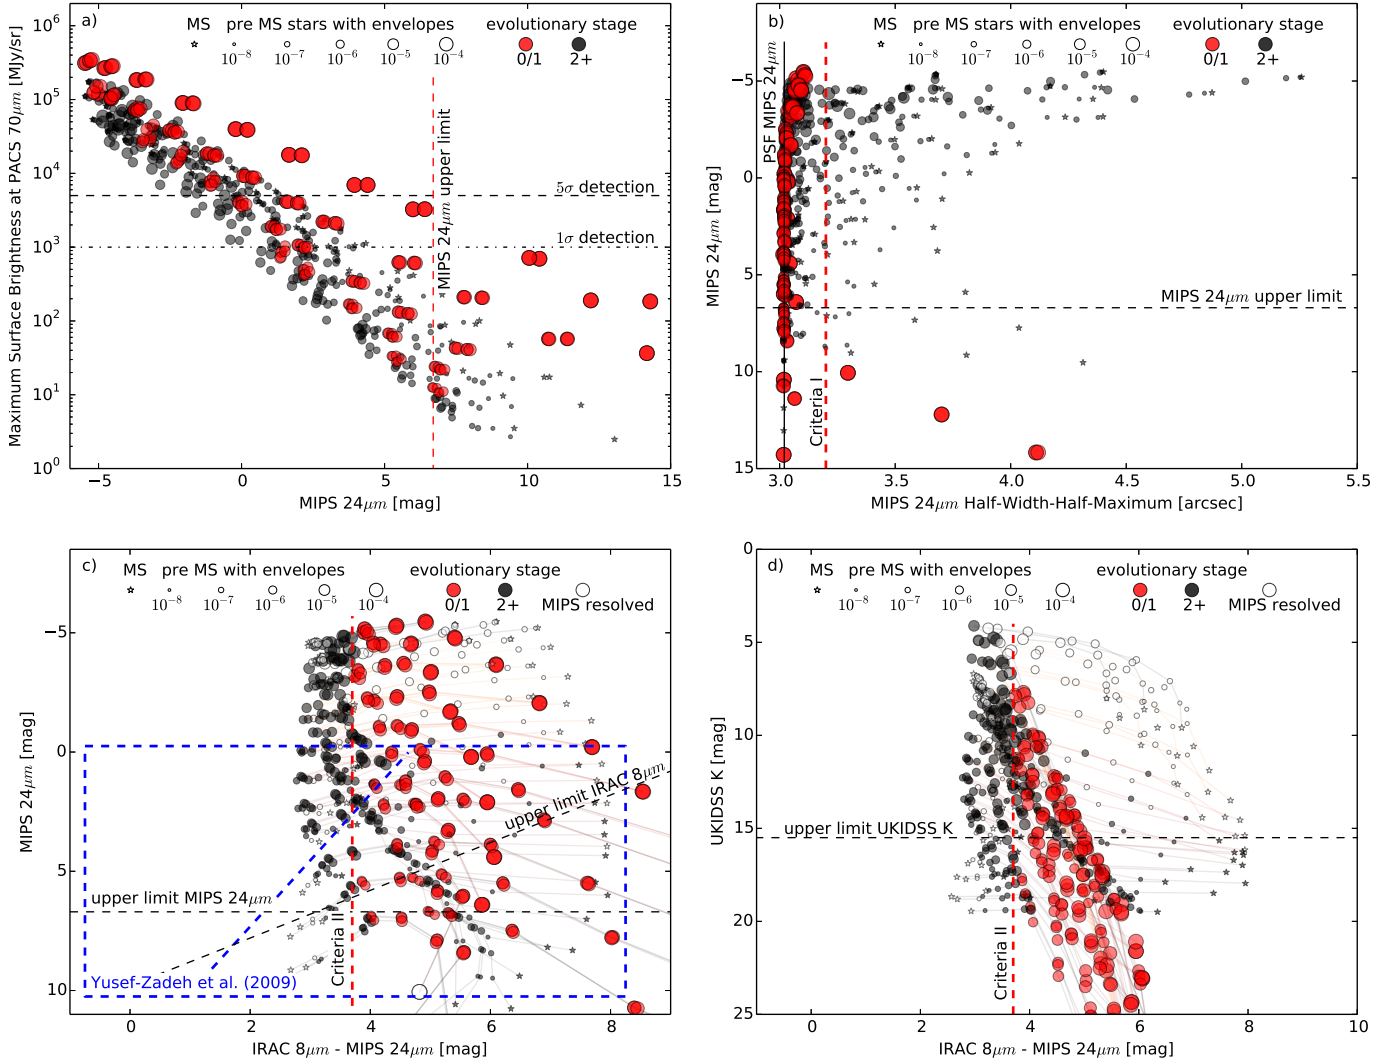 a)
MS pre MS stars with envelopes evolutionary stage
10⁻⁸ 10⁻⁷ 10⁻⁶ 10⁻⁵ 10⁻⁴ 0/1 2+
5σ detection
1σ detection
MIPS 24μm upper limit
Maximum Surface Brightness at PACS 70μm [MJy/sr]
10⁶
10⁵
10⁴
10³
10²
10¹
10⁰
−5 0 5 10 15
MIPS 24μm [mag]
b)
MS pre MS stars with envelopes evolutionary stage
10⁻⁸ 10⁻⁷ 10⁻⁶ 10⁻⁵ 10⁻⁴ 0/1 2+
PSF MIPS 24μm
MIPS 24μm upper limit
Criteria I
MIPS 24μm [mag]
−5
0
5
10
15
3.0 3.5 4.0 4.5 5.0 5.5
MIPS 24μm Half-Width-Half-Maximum [arcsec]
c)
MS pre MS with envelopes evolutionary stage
10⁻⁸ 10⁻⁷ 10⁻⁶ 10⁻⁵ 10⁻⁴ 0/1 2+ MIPS resolved
upper limit IRAC 8μm
upper limit MIPS 24μm
Criteria II
Yusef-Zadeh et al. (2009)
MIPS 24μm [mag]
−5
0
5
10
0 2 4 6 8
IRAC 8μm - MIPS 24μm [mag]
d)
MS pre MS with envelopes evolutionary stage
10⁻⁸ 10⁻⁷ 10⁻⁶ 10⁻⁵ 10⁻⁴ 0/1 2+ MIPS resolved
upper limit UKIDSS K
Criteria II
UKIDSS K [mag]
0
5
10
15
20
25
0 2 4 6 8 10
IRAC 8μm - MIPS 24μm [mag]